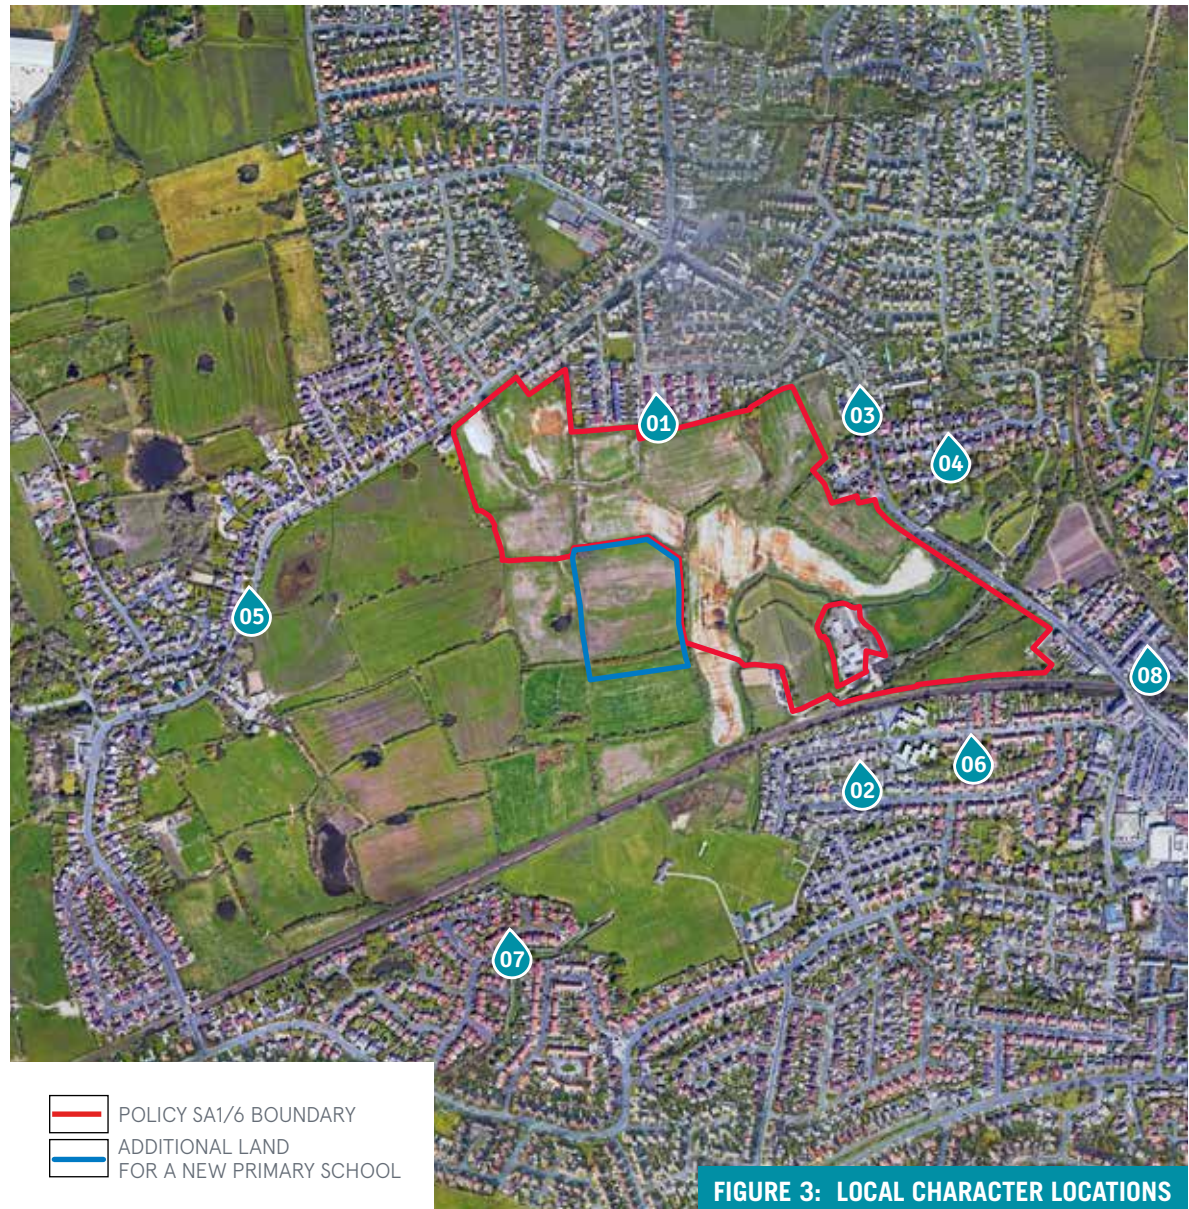 01
03
04
05
08
06
02
07
POLICY SA1/6 BOUNDARY
ADDITIONAL LAND
FOR A NEW PRIMARY SCHOOL
FIGURE 3: LOCAL CHARACTER LOCATIONS